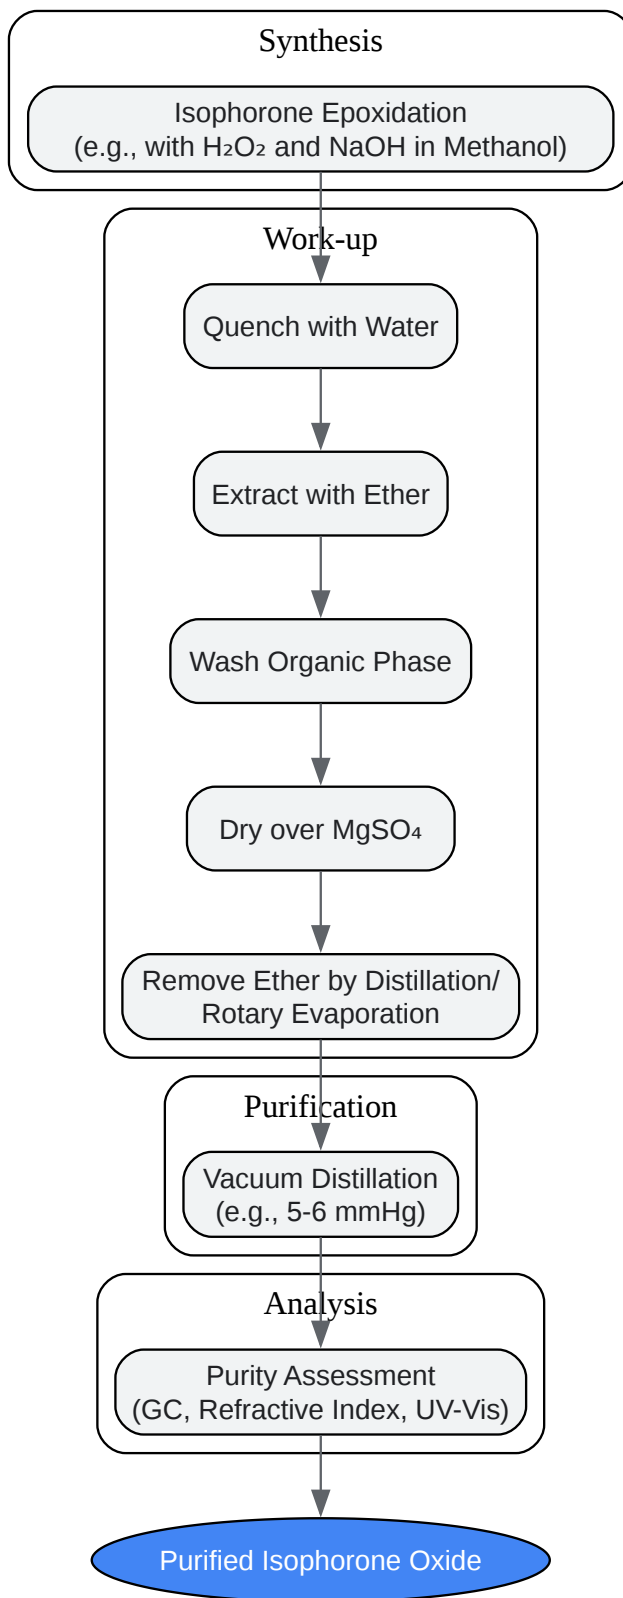 Synthesis
Isophorone Epoxidation
(e.g., with H₂O₂ and NaOH in Methanol)
Work-up
Quench with Water
Extract with Ether
Wash Organic Phase
Dry over MgSO₄
Remove Ether by Distillation/
Rotary Evaporation
Purification
Vacuum Distillation
(e.g., 5-6 mmHg)
Analysis
Purity Assessment
(GC, Refractive Index, UV-Vis)
Purified Isophorone Oxide